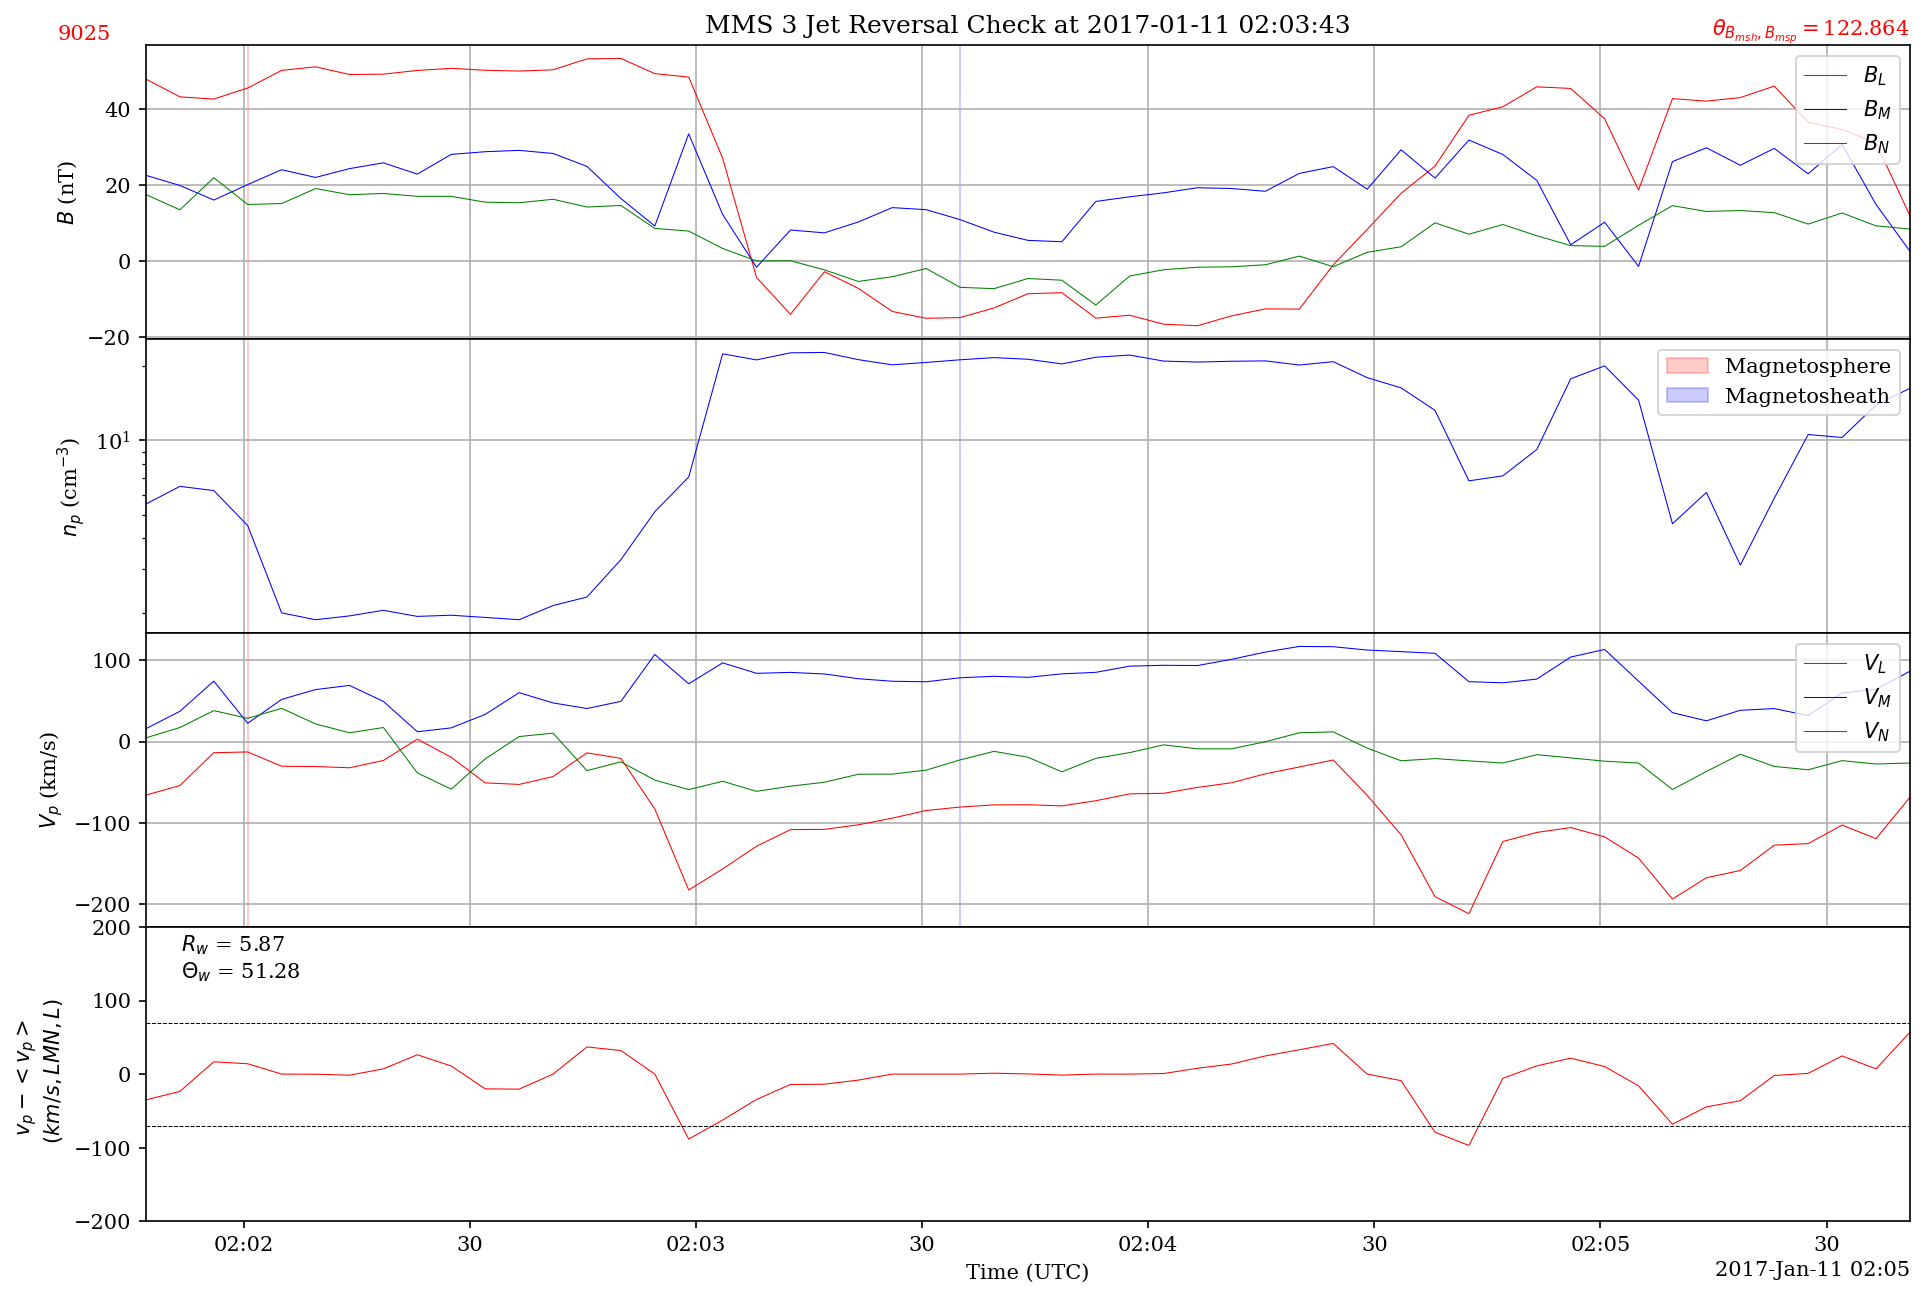 MMS 3 Jet Reversal Check at 2017-01-11 02:03:43
9025
θ_{B_{msh}, B_{msp}} = 122.864
40
20
0
−20
B (nT)
B_L
B_M
B_N
10^1
n_p (cm^{−3})
Magnetosphere
Magnetosheath
100
0
−100
−200
V_p (km/s)
V_L
V_M
V_N
200
100
0
−100
−200
v_p − < v_p >
(km/s, LMN, L)
R_w = 5.87
Θ_w = 51.28
02:02
30
02:03
30
02:04
30
02:05
30
Time (UTC)
2017-Jan-11 02:05